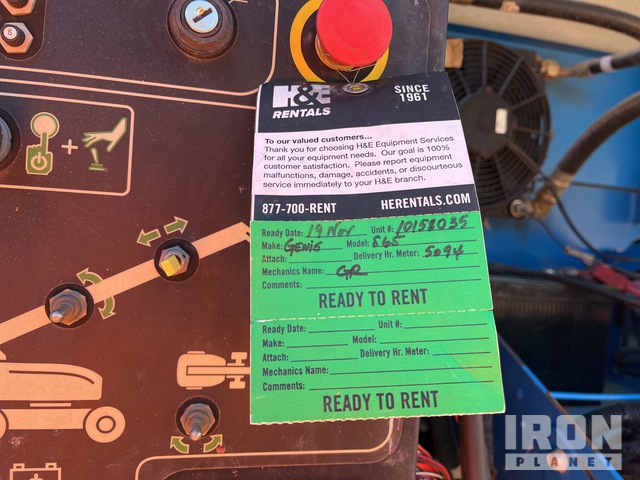 H&E
RENTALS
SINCE
1961
To our valued customers...
Thank you for choosing H&E Equipment Services
for all your equipment needs. Our goal is 100%
customer satisfaction. Please report equipment
malfunctions, damage, accidents, or discourteous
service immediately to your H&E branch.
877-700-RENT HERENTALS.COM
Ready Date: 19 Nov Unit #: 10158035
Make: GENIE Model: S65
Attach: Delivery Hr. Meter: 5094
Mechanics Name: GR
Comments:
READY TO RENT
Ready Date: Unit #:
Make: Model:
Attach: Delivery Hr. Meter:
Mechanics Name:
Comments:
READY TO RENT
IRON
PLANET